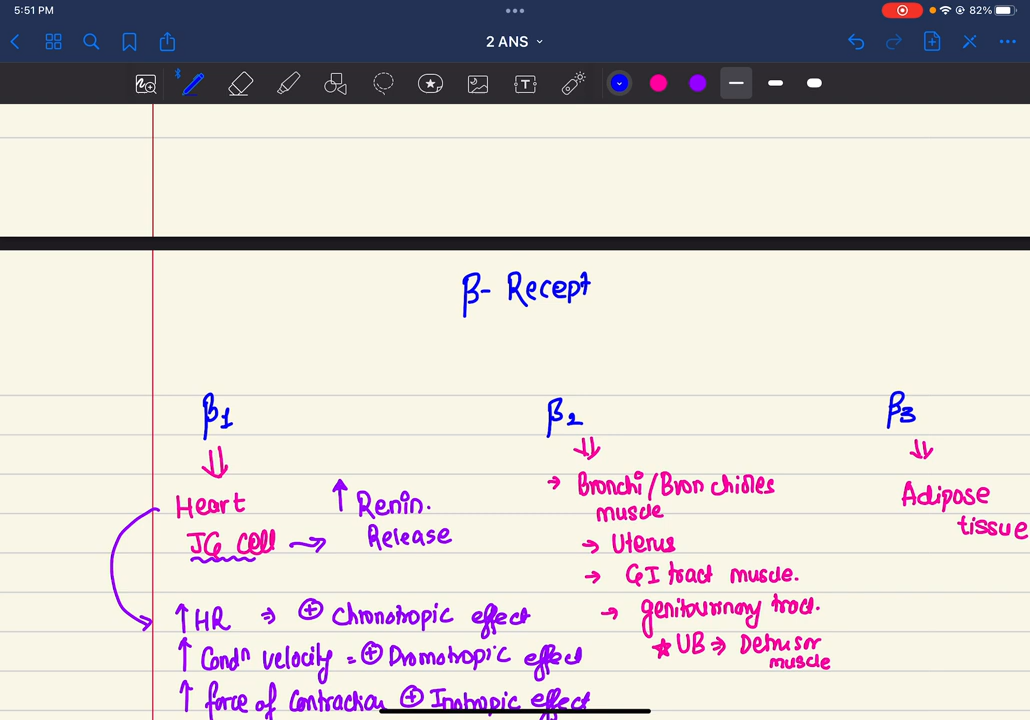 5:51 PM
82%
2 ANS
β- Recept
β1
β2
β3
Heart
JG cell
↑ Renin.
Release
→ Bronchi/Bronchioles
muscle
→ Uterus
→ GI tract muscle.
→ genitourinary tract.
★ UB ⇒ Detrusor
muscle
Adipose
tissue
↑ HR ⇒ ⊕ Chronotropic effect
↑ Condⁿ velocity = ⊕ Dromotropic effect
↑ force of contraction ⊕ Inotropic effect